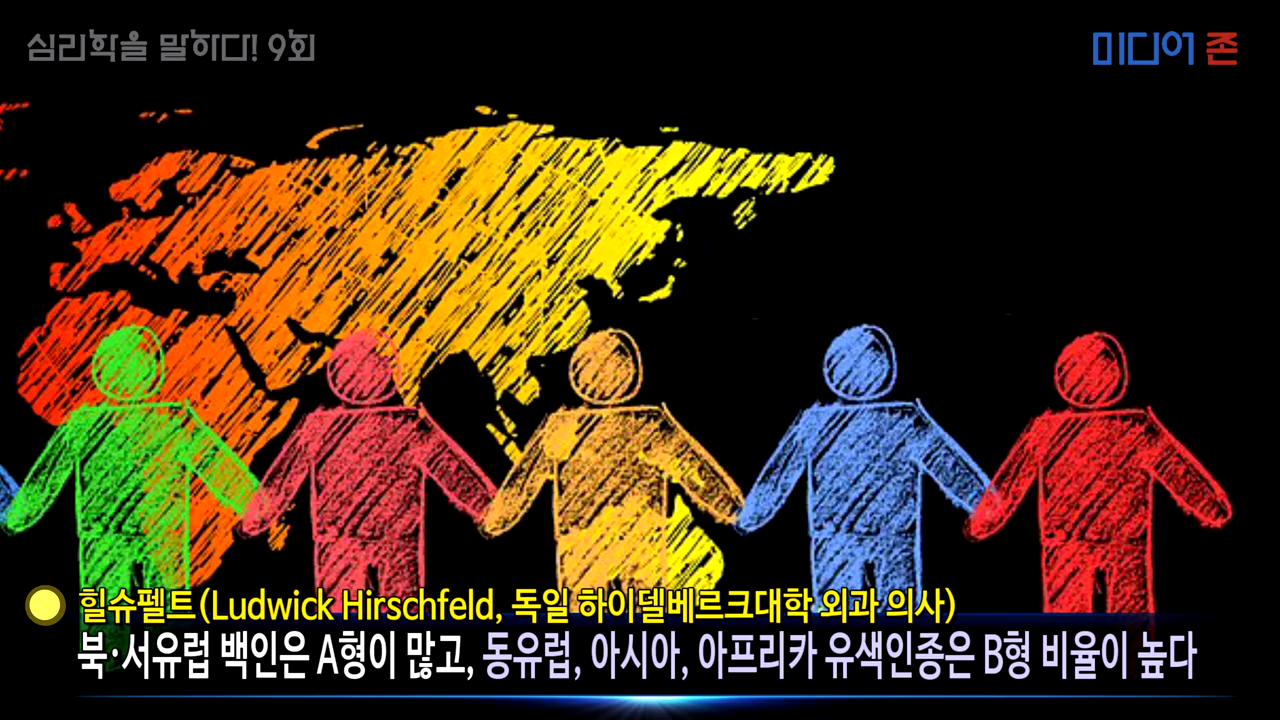 심리학을 말하다! 9회
미디어 존
힐슈펠트(Ludwick Hirschfeld, 독일 하이델베르크대학 외과 의사)
북·서유럽 백인은 A형이 많고, 동유럽, 아시아, 아프리카 유색인종은 B형 비율이 높다